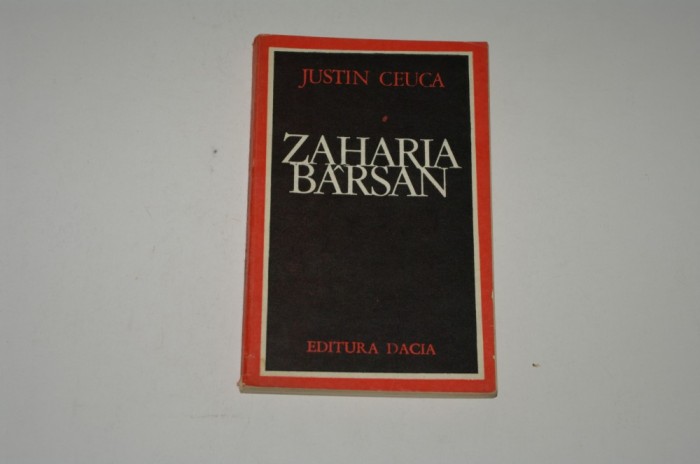 JUSTIN CEUCA
ZAHARIA
BÂRSAN
EDITURA DACIA